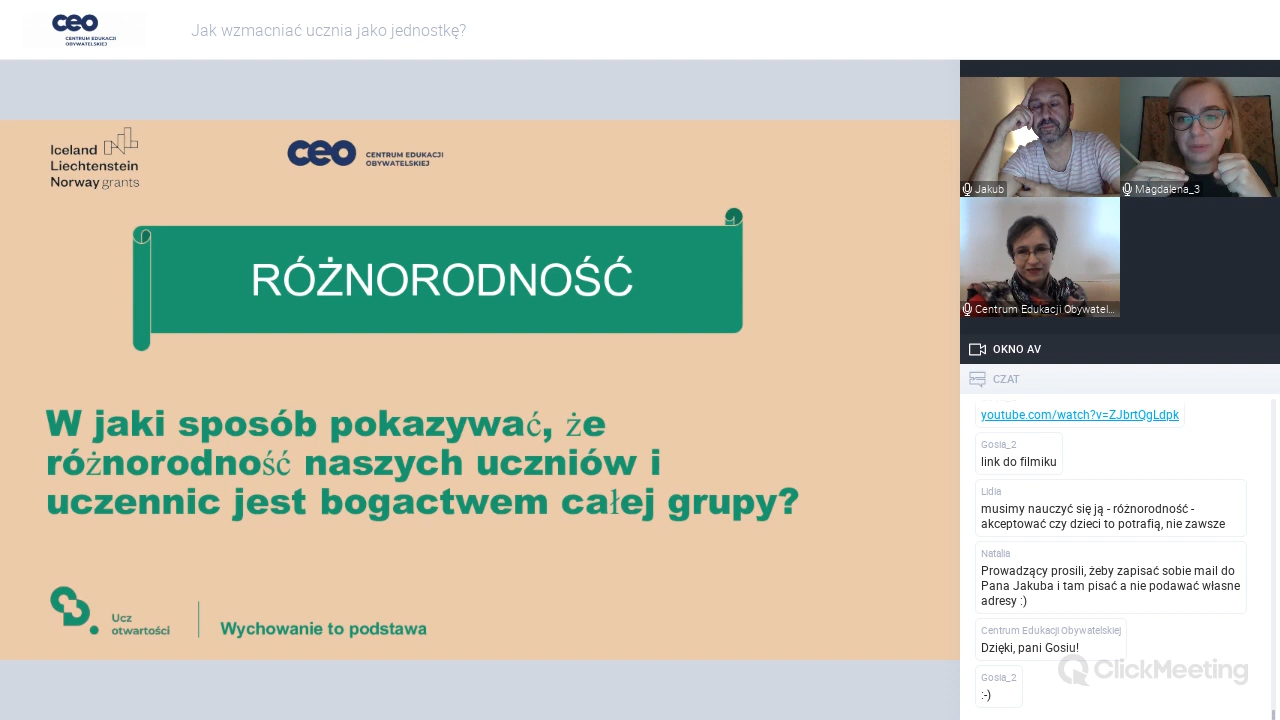 ceo
CENTRUM EDUKACJI
OBYWATELSKIEJ
Jak wzmacniać ucznia jako jednostkę?
Iceland
Liechtenstein
Norway grants
ceo
CENTRUM EDUKACJI
OBYWATELSKIEJ
RÓŻNORODNOŚĆ
W jaki sposób pokazywać, że
różnorodność naszych uczniów i
uczennic jest bogactwem całej grupy?
Ucz
otwartości
Wychowanie to podstawa
Jakub
Magdalena_3
Centrum Edukacji Obywatel...
OKNO AV
CZAT
youtube.com/watch?v=ZJbrtQgLdpk
Gosia_2
link do filmiku
Lidia
musimy nauczyć się ją - różnorodność -
akceptować czy dzieci to potrafią, nie zawsze
Natalia
Prowadzący prosili, żeby zapisać sobie mail do
Pana Jakuba i tam pisać a nie podawać własne
adresy :)
Centrum Edukacji Obywatelskiej
Dzięki, pani Gosiu!
Gosia_2
:-)
ClickMeeting